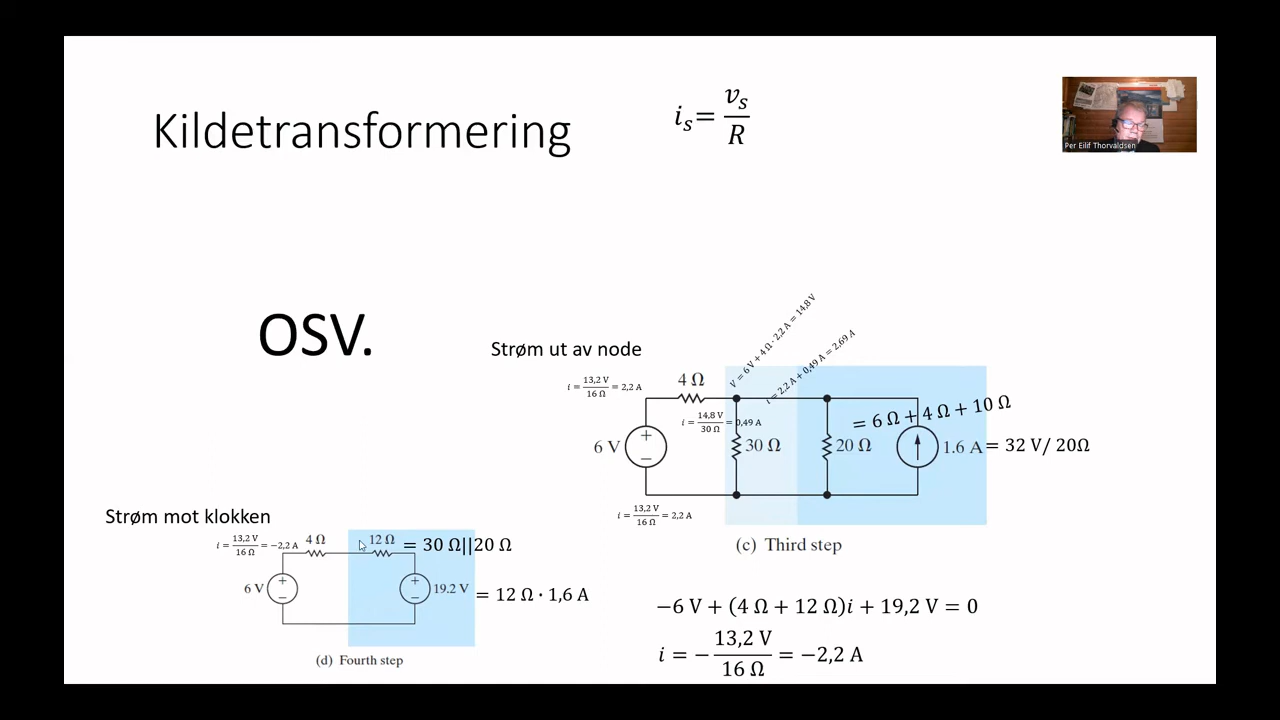 Kildetransformering
i_s = v_s / R
Per Eilif Thorvaldsen
OSV.
Strøm ut av node
V = 6 V + 4 Ω · 2,2 A = 14,8 V
i = 2,2 A + 0,49 A = 2,69 A
i = 13,2 V / 16 Ω = 2,2 A
4 Ω
i = 14,8 V / 30 Ω = 0,49 A
= 6 Ω + 4 Ω + 10 Ω
6 V
+
−
30 Ω
20 Ω
1.6 A = 32 V/ 20Ω
i = 13,2 V / 16 Ω = 2,2 A
(c) Third step
Strøm mot klokken
i = 13,2 V / 16 Ω = −2,2 A
4 Ω
12 Ω = 30 Ω||20 Ω
6 V
+
−
+
−
19.2 V = 12 Ω · 1,6 A
(d) Fourth step
−6 V + (4 Ω + 12 Ω)i + 19,2 V = 0
i = − 13,2 V / 16 Ω = −2,2 A